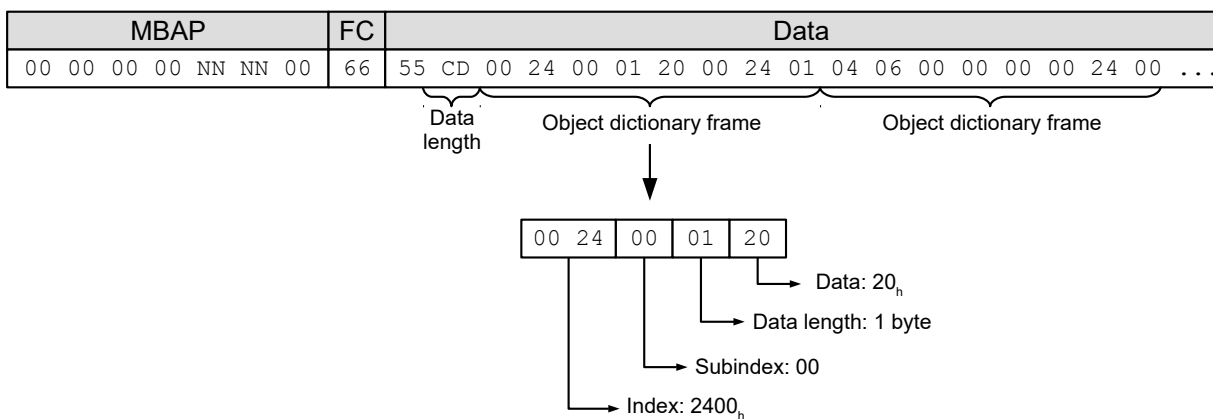 MBAP FC Data
00 00 00 00 NN NN 00 66 55 CD 00 24 00 01 20 00 24 01 04 06 00 00 00 00 24 00 ...
Data length
Object dictionary frame
Object dictionary frame
00 24 00 01 20
Data: 20h
Data length: 1 byte
Subindex: 00
Index: 2400h